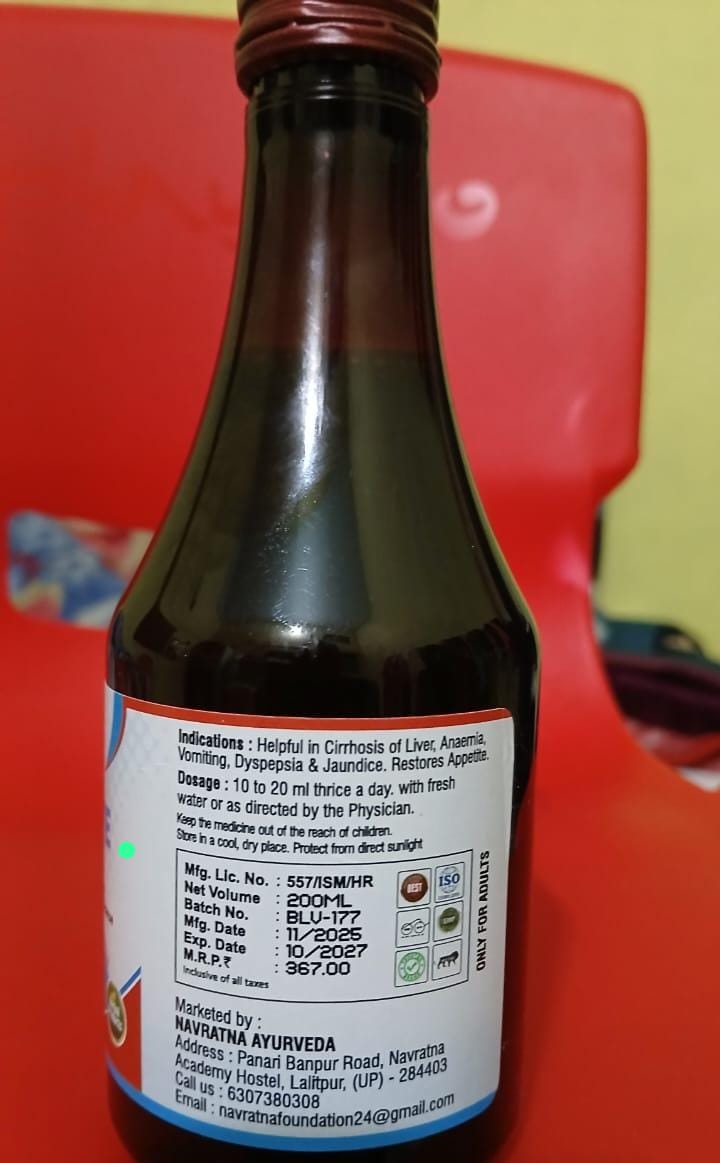 Indications : Helpful in Cirrhosis of Liver, Anaemia,
Vomiting, Dyspepsia & Jaundice. Restores Appetite.
Dosage : 10 to 20 ml thrice a day. with fresh
water or as directed by the Physician.
Keep the medicine out of the reach of children.
Store in a cool, dry place. Protect from direct sunlight
Mfg. Lic. No. : 557/ISM/HR
Net Volume : 200ML
Batch No. : BLV-177
Mfg. Date : 11/2025
Exp. Date : 10/2027
M.R.P.₹ : 367.00
Inclusive of all taxes
BEST
ISO
GMP
ONLY FOR ADULTS
Marketed by :
NAVRATNA AYURVEDA
Address : Panari Banpur Road, Navratna
Academy Hostel, Lalitpur, (UP) - 284403
Call us : 6307380308
Email : navratnafoundation24@gmail.com